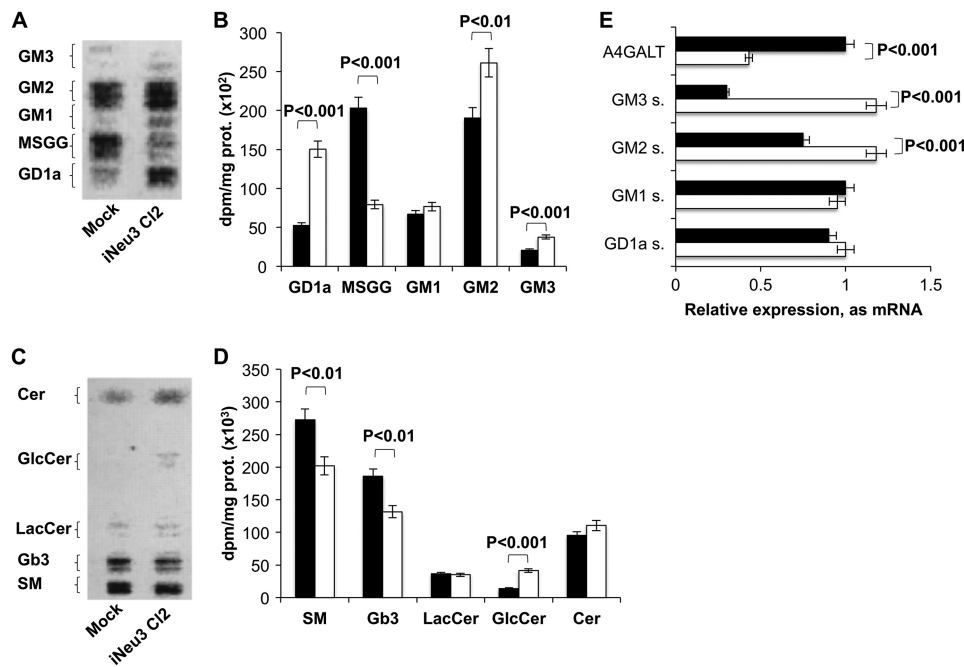 A
GM3
GM2
GM1
MSGG
GD1a
Mock
iNeu3 Cl2
B
dpm/mg prot. (x10²)
300
250
200
150
100
50
0
P<0.001
P<0.001
P<0.01
P<0.001
GD1a MSGG GM1 GM2 GM3
E
A4GALT
GM3 s.
GM2 s.
GM1 s.
GD1a s.
P<0.001
P<0.001
P<0.001
0 0.5 1 1.5
Relative expression, as mRNA
C
Cer
GlcCer
LacCer
Gb3
SM
Mock
iNeu3 Cl2
D
dpm/mg prot. (x10³)
350
300
250
200
150
100
50
0
P<0.01
P<0.01
P<0.001
SM Gb3 LacCer GlcCer Cer